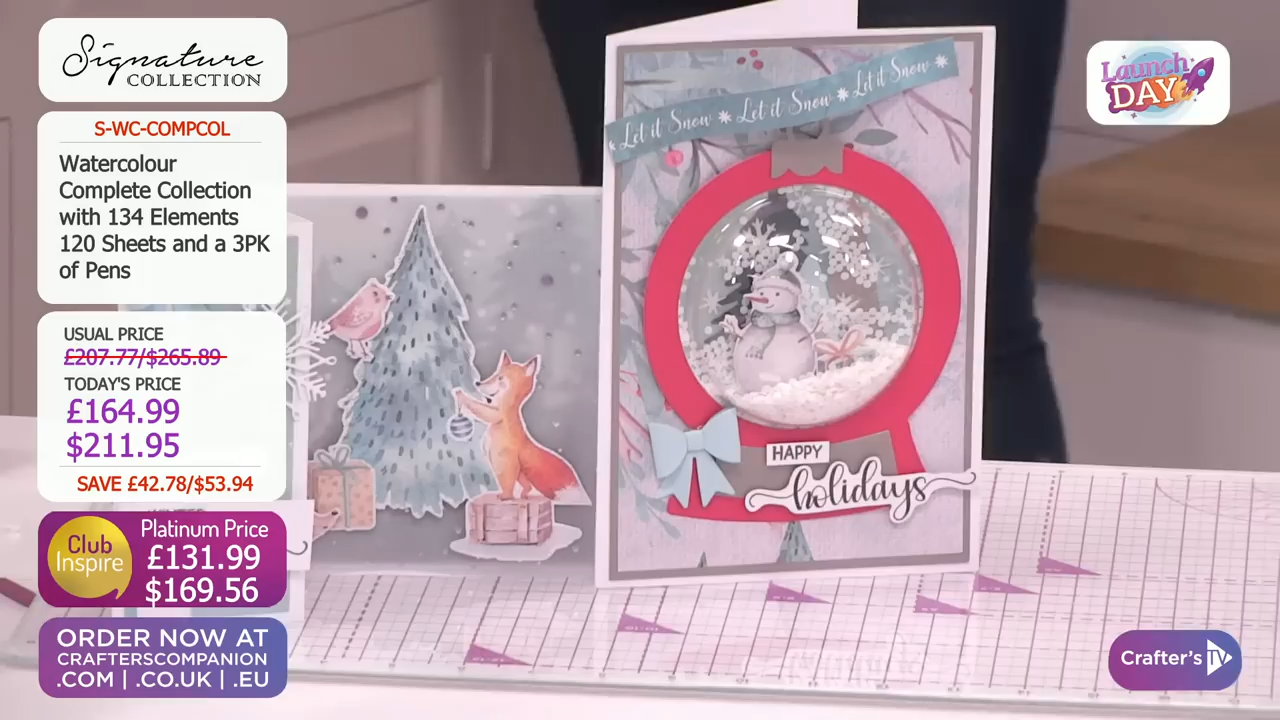 Signature
COLLECTION
S-WC-COMPCOL
Watercolour
Complete Collection
with 134 Elements
120 Sheets and a 3PK
of Pens
USUAL PRICE
£207.77/$265.89
TODAY'S PRICE
£164.99
$211.95
SAVE £42.78/$53.94
Club
Inspire
Platinum Price
£131.99
$169.56
ORDER NOW AT
CRAFTERSCOMPANION
.COM | .CO.UK | .EU
Let it Snow * Let it Snow * Let it Snow *
HAPPY
holidays
Launch
DAY
Crafter's TV